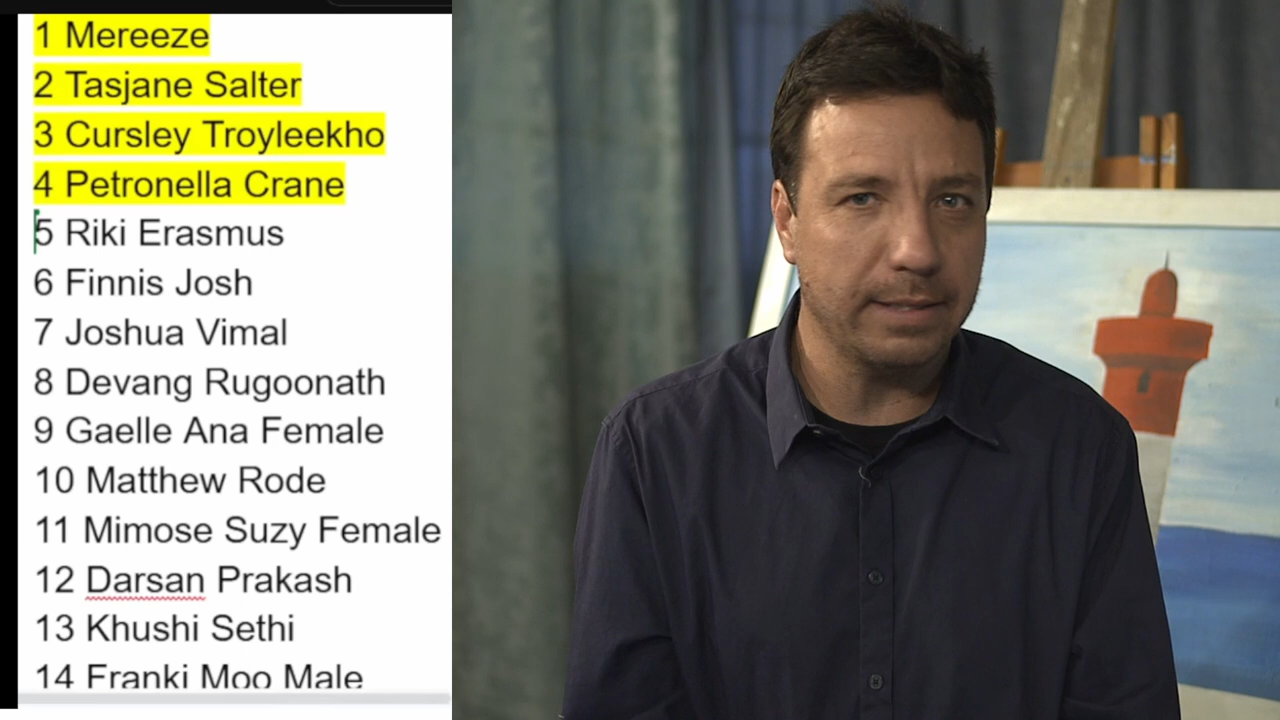 1 Mereeze
2 Tasjane Salter
3 Cursley Troyleekho
4 Petronella Crane
5 Riki Erasmus
6 Finnis Josh
7 Joshua Vimal
8 Devang Rugoonath
9 Gaelle Ana Female
10 Matthew Rode
11 Mimose Suzy Female
12 Darsan Prakash
13 Khushi Sethi
14 Franki Moo Male